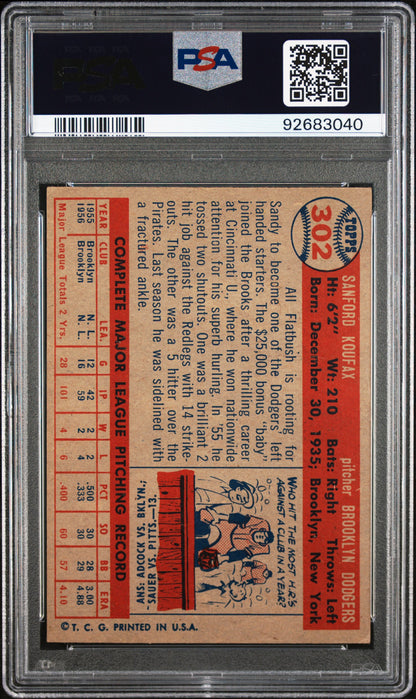 PSA
PSA
92683040
TOPPS
302
SANFORD KOUFAX
pitcher BROOKLYN DODGERS
Ht: 6'2" Wt: 210 Bats: Right Throws: Left
Born: December 30, 1935; Brooklyn, New York
All Flatbush is rooting for
Sandy to become one of the Dodgers' left
handed starters. The $25,000 bonus "baby"
joined the Brooks after a thrilling career
at Cincinnati U. where he won nationwide
attention for his superb hurling. In '55 he
tossed two shutouts. One was a brilliant 2
hit job against the Redlegs with 14 strike-
outs. The other was a 5 hitter over the
Pirates. Last season he was sidelined with
a fractured ankle.
WHO HIT THE MOST H.R.'S
AGAINST A CLUB IN A YEAR?
ANS: ADCOCK VS. BKLYN.;
SAUER VS. PITTS.—13.
COMPLETE MAJOR LEAGUE PITCHING RECORD
YEAR CLUB LEA. G IP W L PCT SO BB ERA
1955 Brooklyn N. L. 12 42 2 2 .500 30 28 3.00
1956 Brooklyn N. L. 16 59 2 4 .333 30 29 4.88
Major League Totals 2 Yrs. 28 101 4 6 .400 60 57 4.10
© T. C. G. PRINTED IN U.S.A.